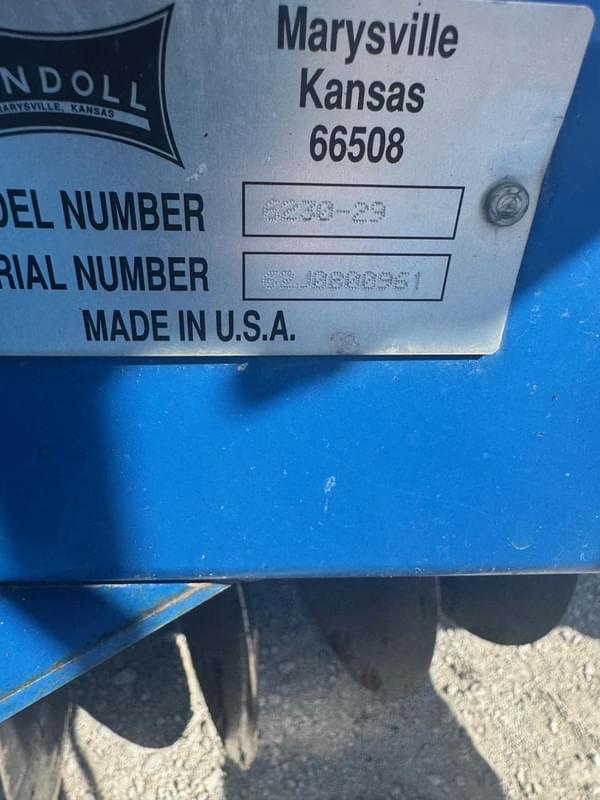 NDOLL
MARYSVILLE, KANSAS
Marysville
Kansas
66508
DEL NUMBER 6230-29
RIAL NUMBER 62J0800961
MADE IN U.S.A.